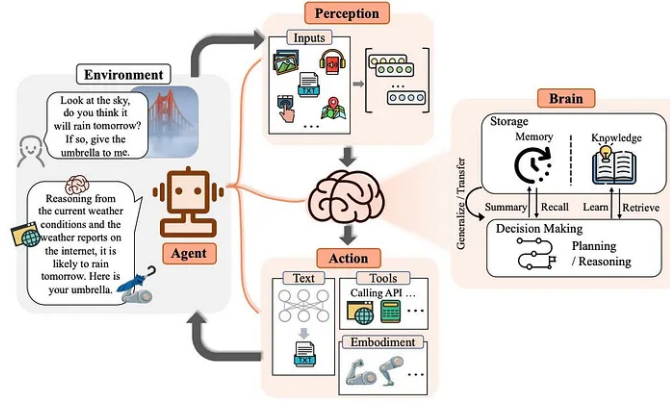 Perception
Inputs
TXT
...
...
Environment
Look at the sky,
do you think it
will rain tomorrow?
If so, give the
umbrella to me.
Reasoning from
the current weather
conditions and the
weather reports on
the internet, it is
likely to rain
tomorrow. Here is
your umbrella.
Agent
Action
Text
TXT
Tools
Calling API ...
...
Embodiment
...
Brain
Storage
Memory
Knowledge
Generalize / Transfer
Summary
Recall
Learn
Retrieve
Decision Making
Planning
/ Reasoning